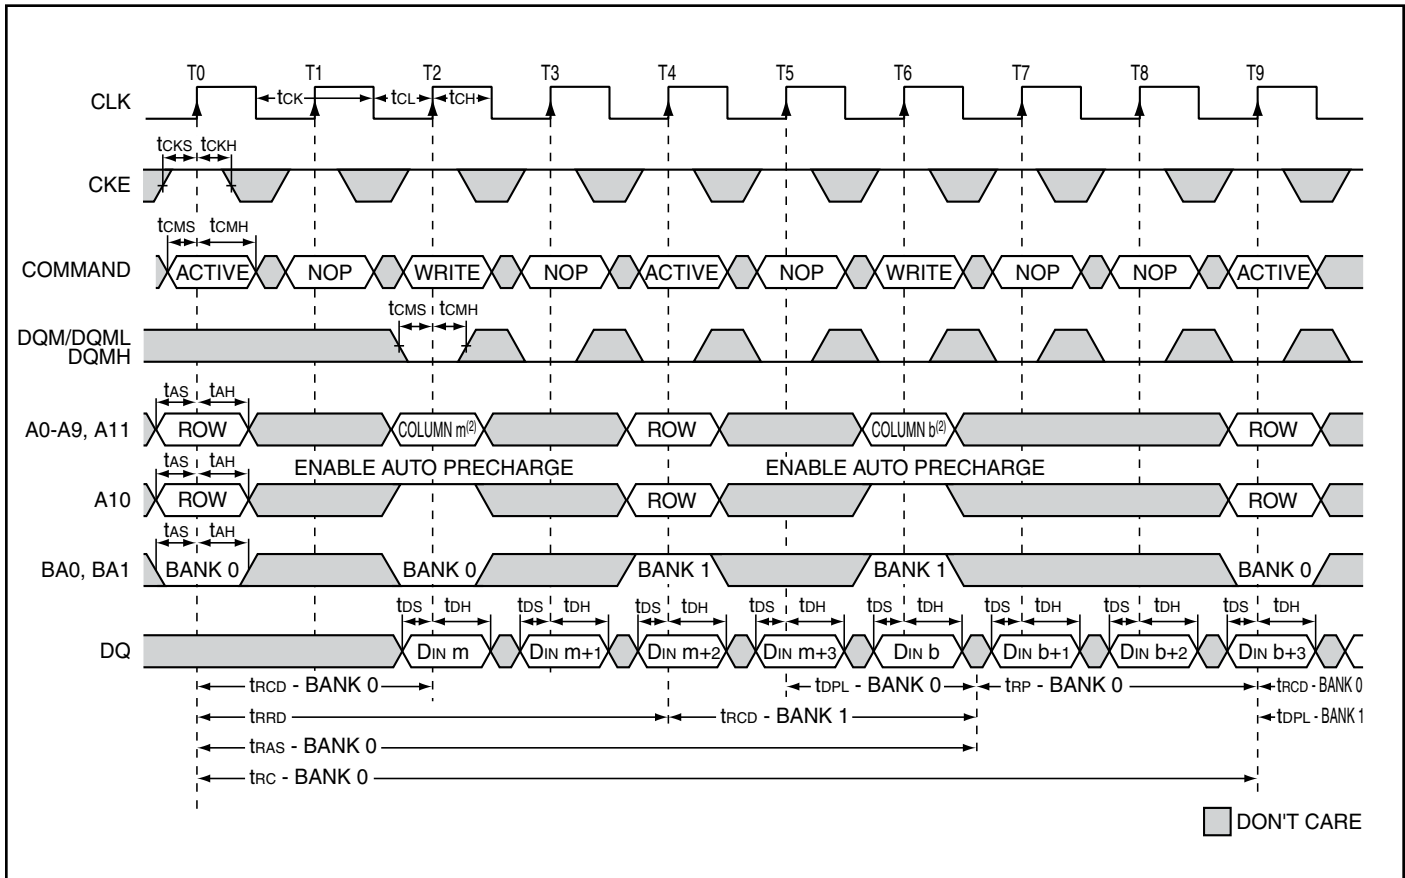 T0 T1 T2 T3 T4 T5 T6 T7 T8 T9
CLK tCK tCL tCH
tCKS tCKH
CKE
tCMS tCMH
COMMAND ACTIVE NOP WRITE NOP ACTIVE NOP WRITE NOP NOP ACTIVE
tCMS tCMH
DQM/DQML
DQMH
tAS tAH
A0-A9, A11 ROW COLUMN m(2) ROW COLUMN b(2) ROW
tAS tAH ENABLE AUTO PRECHARGE ENABLE AUTO PRECHARGE
A10 ROW ROW ROW
tAS tAH
BA0, BA1 BANK 0 BANK 0 BANK 1 BANK 1 BANK 0
tDS tDH tDS tDH tDS tDH tDS tDH tDS tDH tDS tDH tDS tDH tDS tDH
DQ DIN m DIN m+1 DIN m+2 DIN m+3 DIN b DIN b+1 DIN b+2 DIN b+3
tRCD - BANK 0 tDPL - BANK 0 tRP - BANK 0 tRCD - BANK 0
tRRD tRCD - BANK 1 tDPL - BANK 1
tRAS - BANK 0
tRC - BANK 0
DON'T CARE